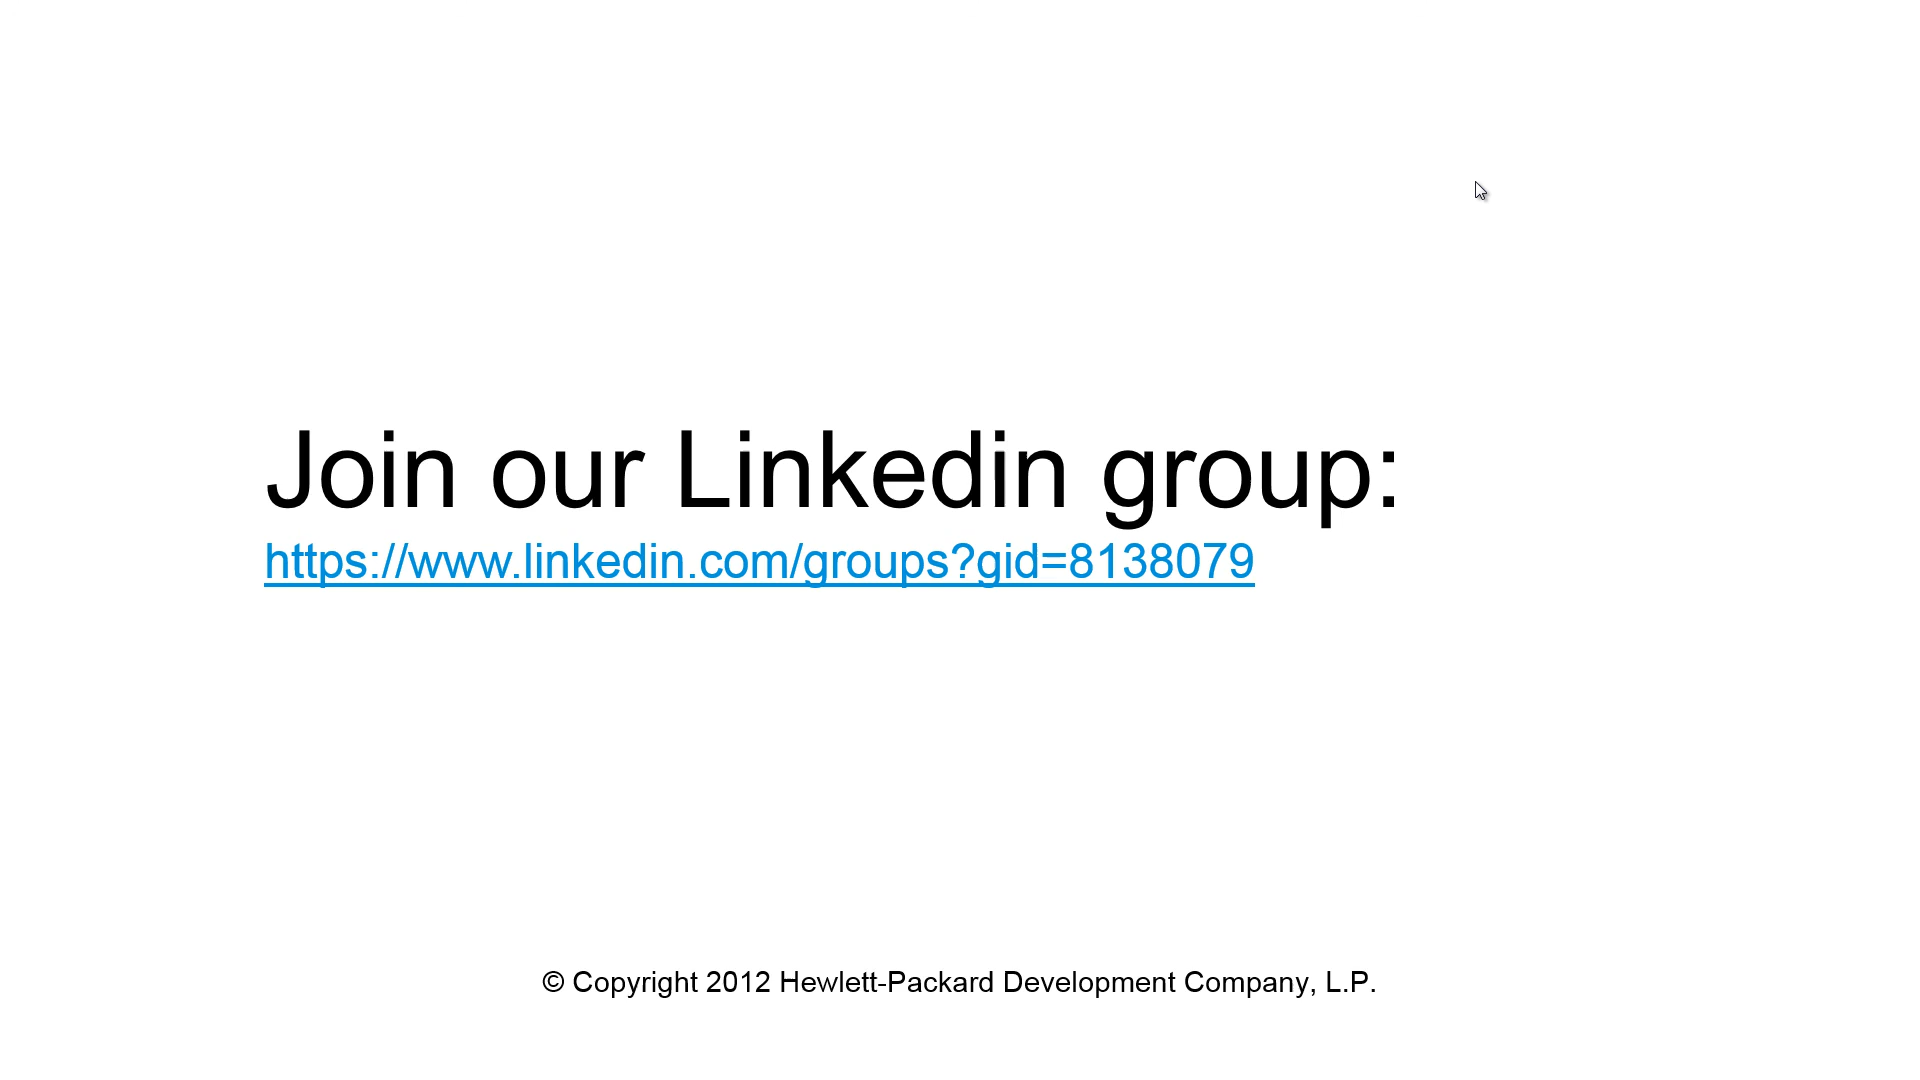 Join our Linkedin group:
https://www.linkedin.com/groups?gid=8138079
© Copyright 2012 Hewlett-Packard Development Company, L.P.